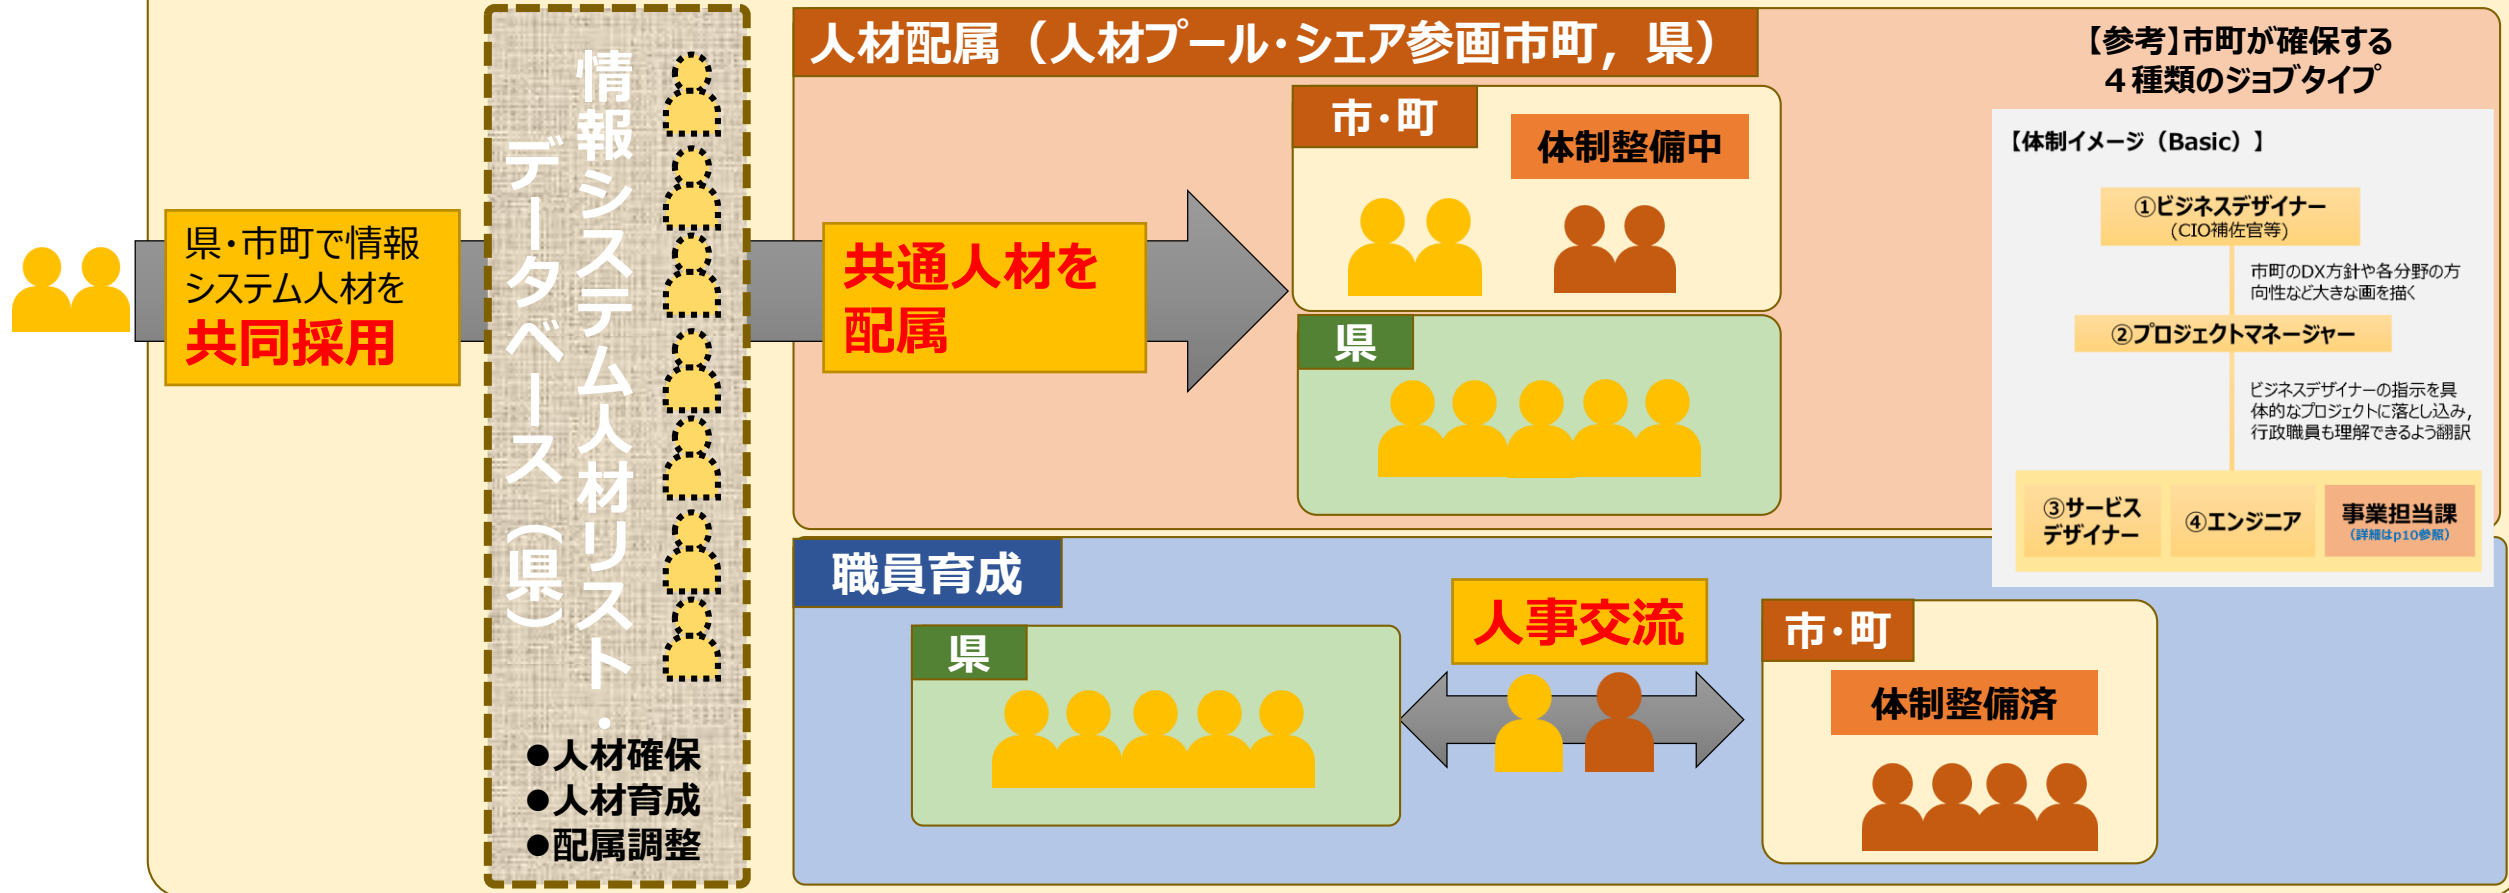 県・市町で情報
システム人材を
共同採用
情報システム人材リスト・
データベース（県）
●人材確保
●人材育成
●配属調整
人材配属（人材プール・シェア参画市町，県）
共通人材を
配属
市・町
体制整備中
県
【参考】市町が確保する
４種類のジョブタイプ
【体制イメージ（Basic）】
①ビジネスデザイナー
(CIO補佐官等)
市町のDX方針や各分野の方
向性など大きな画を描く
②プロジェクトマネージャー
ビジネスデザイナーの指示を具
体的なプロジェクトに落とし込み，
行政職員も理解できるよう翻訳
③サービス
デザイナー
④エンジニア
事業担当課
（詳細はp10参照）
職員育成
県
人事交流
市・町
体制整備済